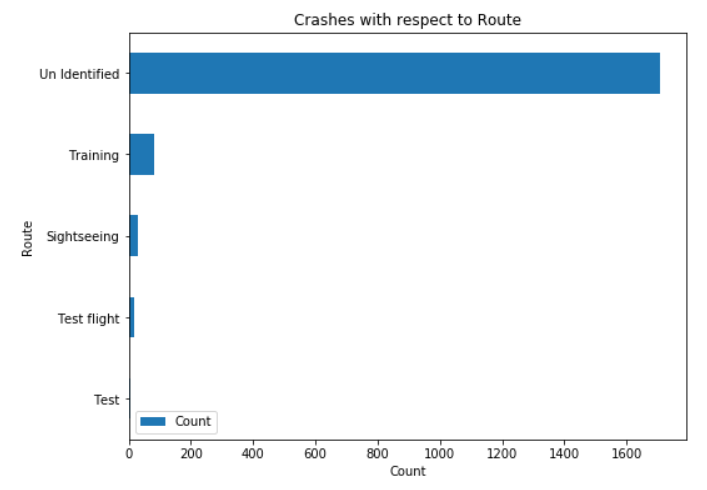 Crashes with respect to Route
Un Identified
Training
Sightseeing
Test flight
Test
Route
Count
0 200 400 600 800 1000 1200 1400 1600
Count